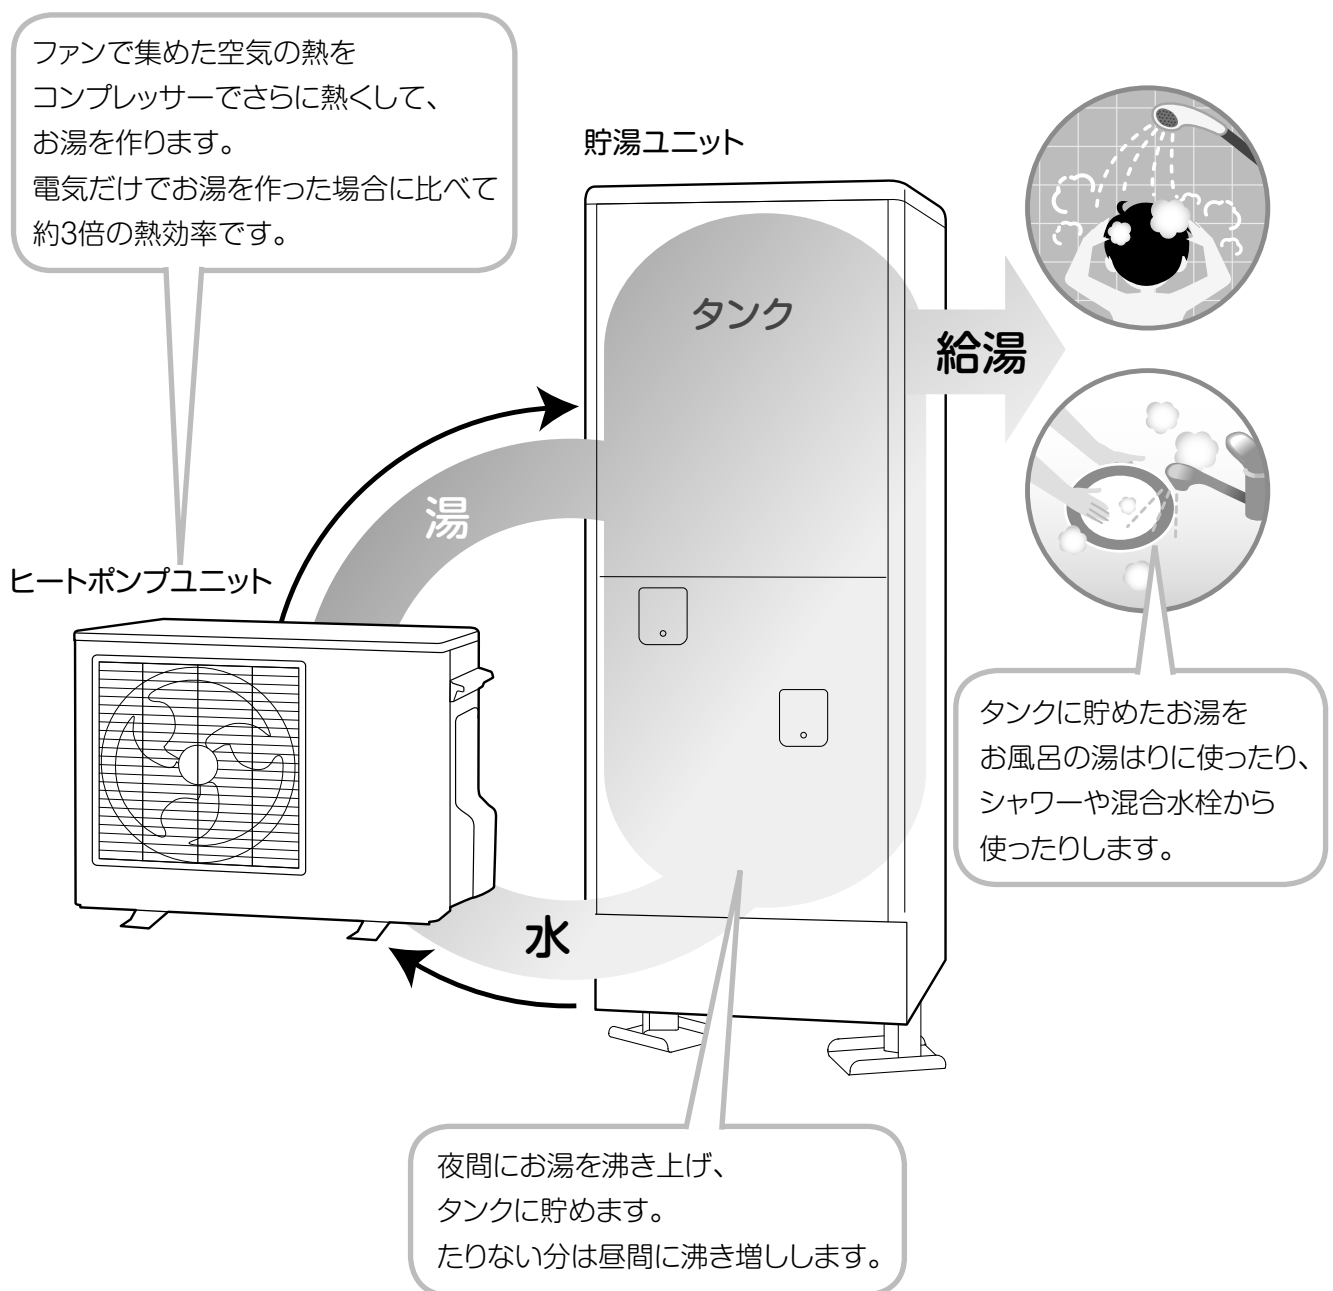 ファンで集めた空気の熱を
コンプレッサーでさらに熱くして、
お湯を作ります。
電気だけでお湯を作った場合に比べて
約3倍の熱効率です。
貯湯ユニット
タンク
給湯
湯
ヒートポンプユニット
タンクに貯めたお湯を
お風呂の湯はりに使ったり、
シャワーや混合水栓から
使ったりします。
水
夜間にお湯を沸き上げ、
タンクに貯めます。
たりない分は昼間に沸き増しします。